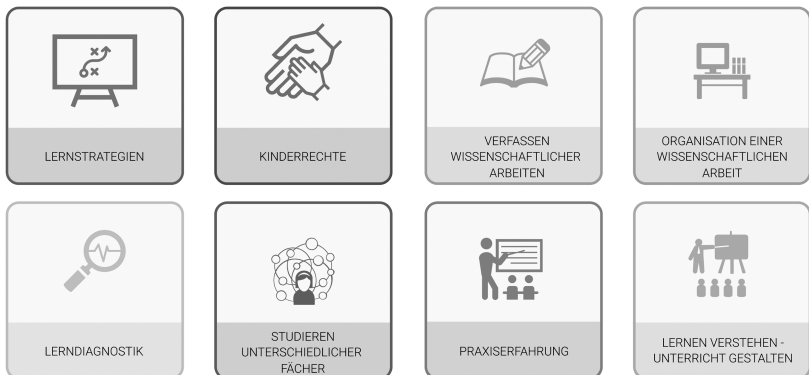 LERNSTRATEGIEN
KINDERRECHTE
VERFASSEN
WISSENSCHAFTLICHER
ARBEITEN
ORGANISATION EINER
WISSENSCHAFTLICHEN
ARBEIT
LERNDIAGNOSTIK
STUDIEREN
UNTERSCHIEDLICHER
FÄCHER
PRAXISERFAHRUNG
LERNEN VERSTEHEN -
UNTERRICHT GESTALTEN